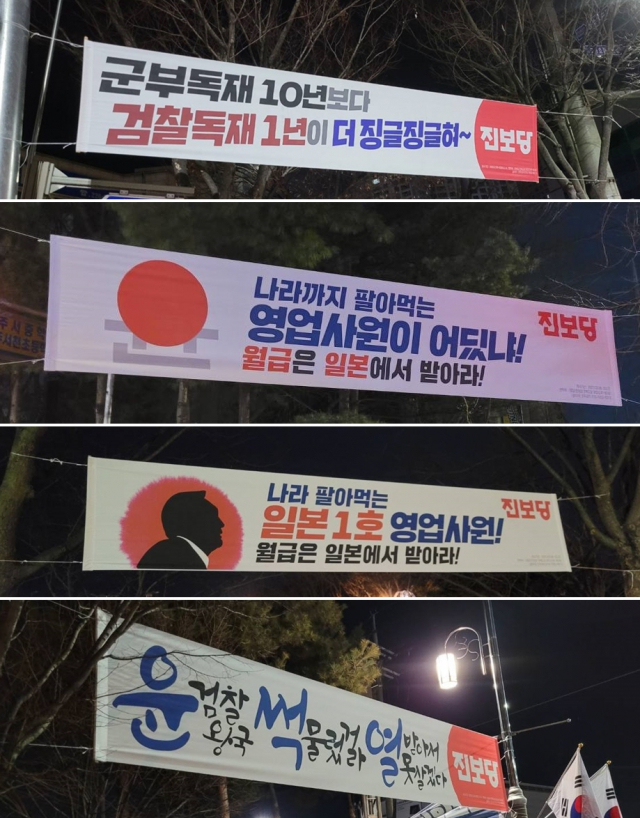 군부독재 10년보다
검찰독재 1년이 더 징글징글허~
진보당
나라까지 팔아먹는
영업사원이 어딨냐!
월급은 일본에서 받아라!
진보당
나라 팔아먹는
일본 1호 영업사원!
월급은 일본에서 받아라!
진보당
윤 검찰왕국 썩 물렀거라 열 받아서 못살겠다
진보당